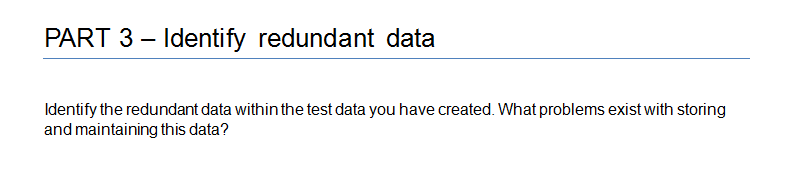 PART 3 – Identify redundant data
Identify the redundant data within the test data you have created. What problems exist with storing
and maintaining this data?